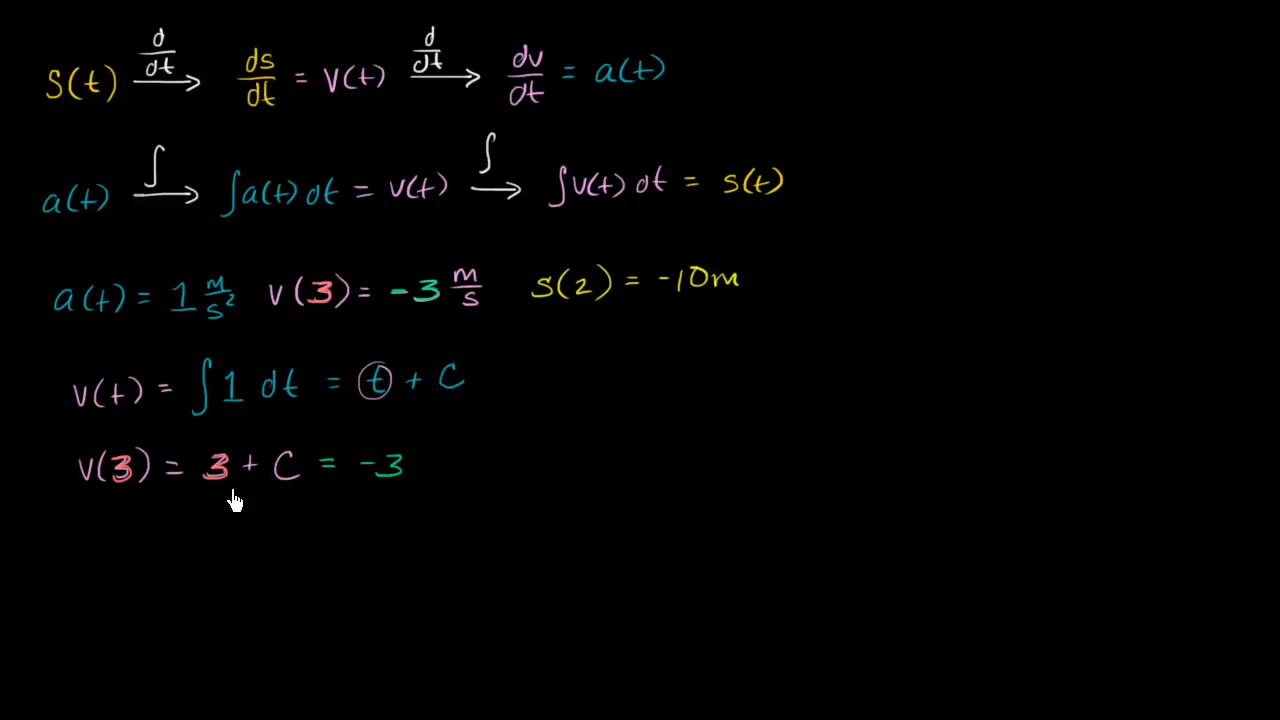 S(t) d/dt → ds/dt = v(t) d/dt → dv/dt = a(t)
a(t) ∫ → ∫a(t) dt = v(t) ∫ → ∫v(t) dt = s(t)
a(t) = 1 m/s² v(3) = -3 m/s s(2) = -10m
v(t) = ∫1 dt = t + C
v(3) = 3 + C = -3